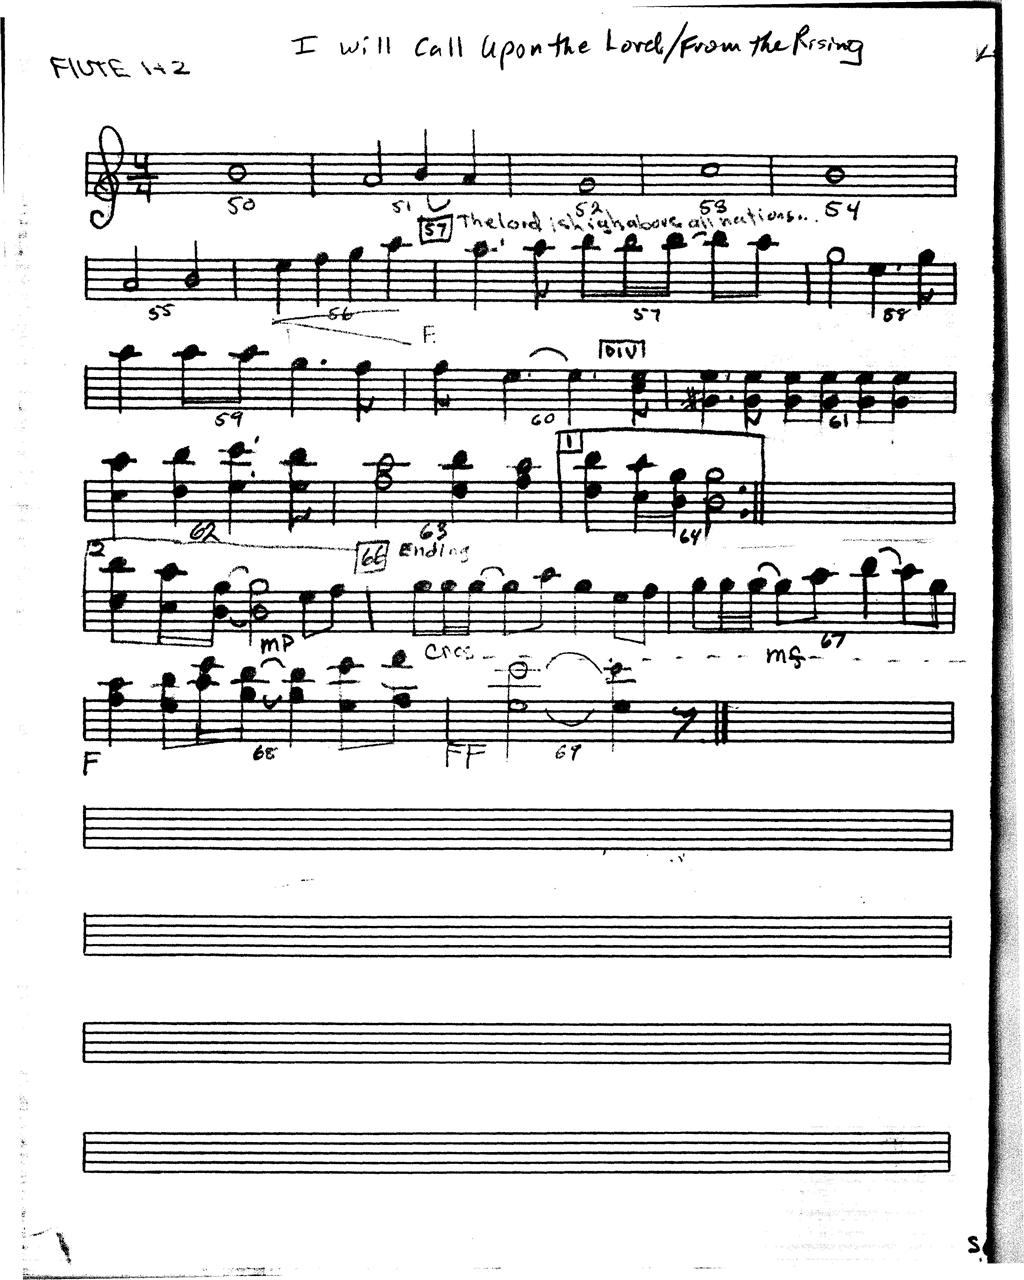 I will Call Upon the Lord/From the Rising
FlUTE 1+2
4
4
50 51 52 53 54
57 The lord is high above all nations...
55 56 57 58
F
DIV
59 60 61
1
62 63 64
2 66 Ending
mP 67
Cres mf
F 68 FF 69
S